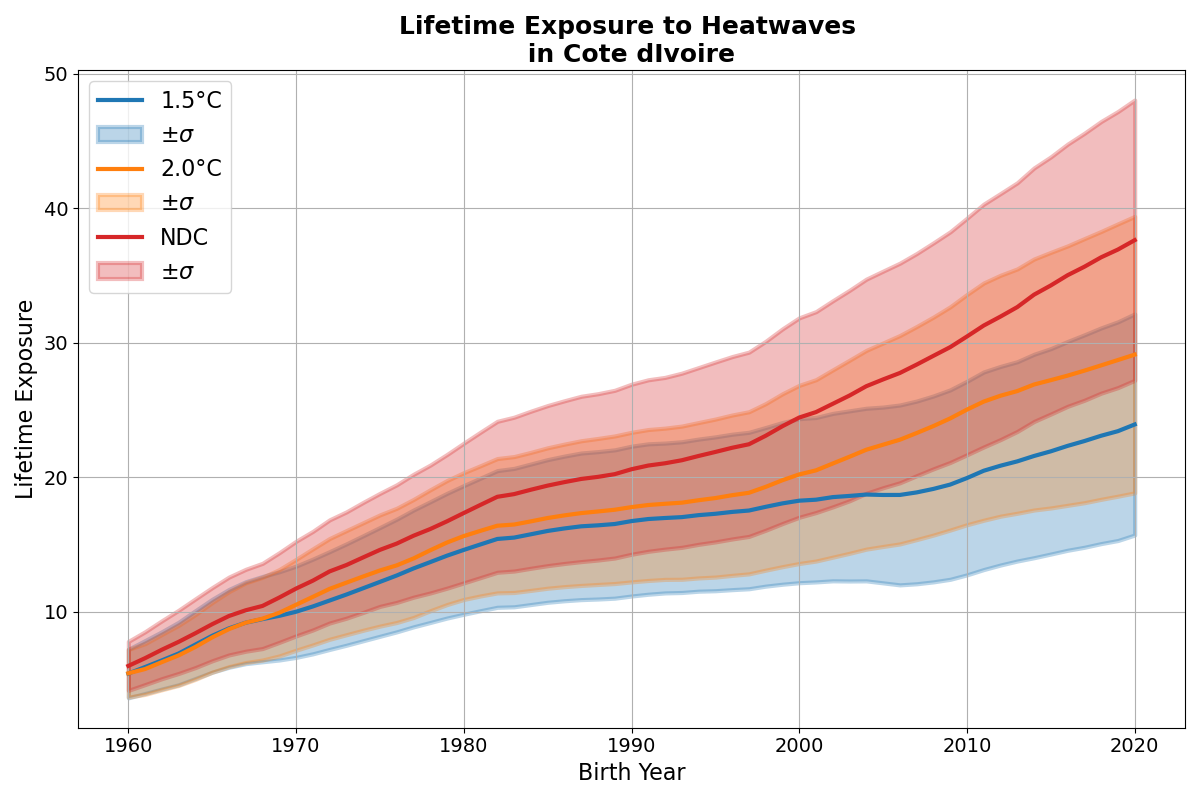 Lifetime Exposure to Heatwaves
in Cote dIvoire
1.5°C
±σ
2.0°C
±σ
NDC
±σ
Lifetime Exposure
50
40
30
20
10
1960
1970
1980
1990
2000
2010
2020
Birth Year